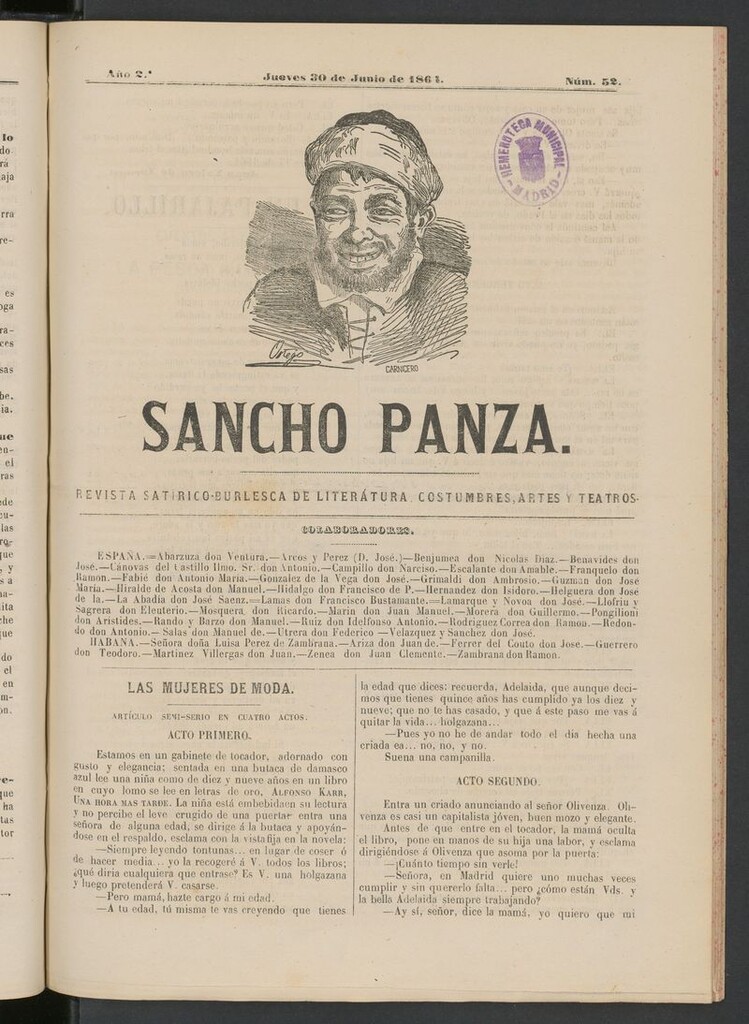 Año 2.°
Jueves 30 de Junio de 1864.
Núm. 52.
HEMEROTECA MUNICIPAL
MADRID
Ortego
CARNICERO
SANCHO PANZA.
REVISTA SATÍRICO-BURLESCA DE LITERÁTURA, COSTUMBRES, ARTES Y TEATROS.
COLABORADORES.
ESPAÑA.=Abarzuza don Ventura.—Arcos y Perez (D. José.)—Benjumea don Nicolas Diaz.—Benavides don
José.—Cánovas del Castillo Ilmo. Sr. don Antonio.—Campillo don Narciso.—Escalante don Amable.—Franquelo don
Ramon.—Fabié don Antonio María.—Gonzalez de la Vega don José.—Grimaldi don Ambrosio.—Guzman don José
María.—Hiralde de Acosta don Manuel.—Hidalgo don Francisco de P.—Hernandez don Isidoro.—Helguera don José
de la.—La Abadia don José Saenz.—Lamas don Francisco Bustamante.—Lamarque y Novoa don José.—Llofriu y
Sagrera don Eleuterio.—Mosquera, don Ricardo.—Marin don Juan Manuel.—Morera don Guillermo.—Pongilioni
don Aristides.—Rando y Barzo don Manuel.—Ruiz don Ildelfonso Antonio.—Rodriguez Correa don Ramon.—Redon-
do don Antonio.—Salas don Manuel de.—Utrera don Federico—Velazquez y Sanchez don José.
HABANA.—Señora doña Luisa Perez de Zambrana.—Ariza don Juan de.—Ferrer del Couto don Jose.—Guerrero
don Teodoro.—Martinez Villergas don Juan.—Zenea don Juan Clemente.—Zambrana don Ramon.
LAS MUJERES DE MODA.
ARTÍCULO SEMI-SERIO EN CUATRO ACTOS.
ACTO PRIMERO.
Estamos en un gabinete de tocador, adornado con
gusto y elegancia; sentada en una butaca de damasco
azul lee una niña como de diez y nueve años en un libro
en cuyo lomo se lee en letras de oro, ALFONSO KARR,
UNA HORA MAS TARDE. La niña está embebida en su lectura
y no percibe el leve crugido de una puerta: entra una
señora de alguna edad, se dirige á la butaca y apoyán-
dose en el respaldo, esclama con la vista fija en la novela:
—Siempre leyendo tontunas... en lugar de coser ó
de hacer media... yo la recogeré á V. todos los libros;
¿qué diria cualquiera que entrase? Es V. una holgazana
y luego pretenderá V. casarse.
—Pero mamá, hazte cargo á mi edad.
—A tu edad, tú misma te vas creyendo que tienes
la edad que dices: recuerda, Adelaida, que aunque deci-
mos que tienes quince años has cumplido ya los diez y
nueve; que no te has casado, y que á este paso me vas á
quitar la vida... holgazana...
—Pues yo no he de andar todo el dia hecha una
criada ea... no, no, y no.
Suena una campanilla.
ACTO SEGUNDO.
Entra un criado anunciando al señor Olivenza. Oli-
venza es casi un capitalista jóven, buen mozo y elegante.
Antes de que entre en el tocador, la mamá oculta
el libro, pone en manos de su hija una labor, y esclama
dirigiéndose á Olivenza que asoma por la puerta:
—¡Cuánto tiempo sin verle!
—Señora, en Madrid quiere uno muchas veces
cumplir y sin quererlo falta... pero ¿cómo están Vds. y
la bella Adelaida siempre trabajando?
—Ay sí, señor, dice la mamá, yo quiero que mi